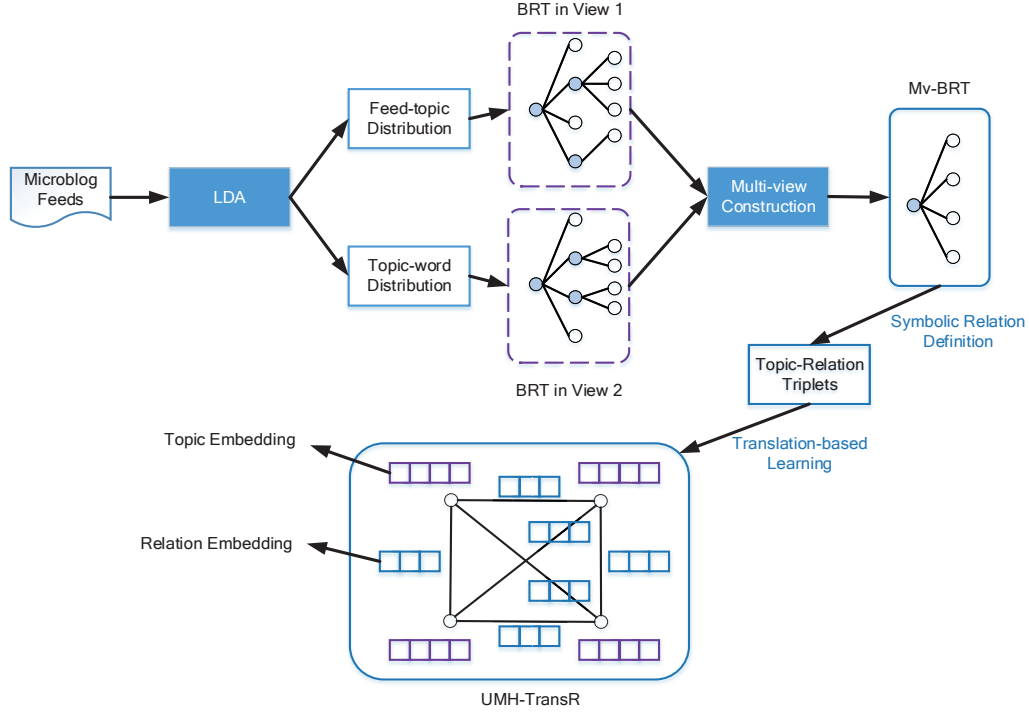 BRT in View 1
Feed-topic
Distribution
Mv-BRT
Microblog
Feeds
LDA
Multi-view
Construction
Topic-word
Distribution
BRT in View 2
Symbolic Relation
Definition
Topic-Relation
Triplets
Translation-based
Learning
Topic Embedding
Relation Embedding
UMH-TransR